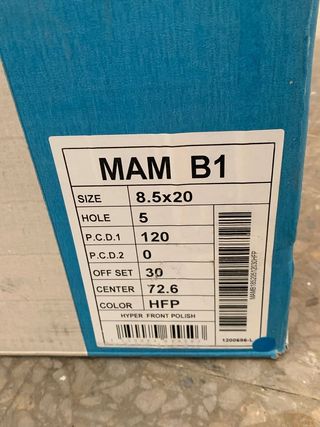 MAM B1
SIZE 8.5x20
HOLE 5
P.C.D.1 120
P.C.D.2 0
OFF SET 30
CENTER 72.6
COLOR HFP
HYPER FRONT POLISH
1200696-L